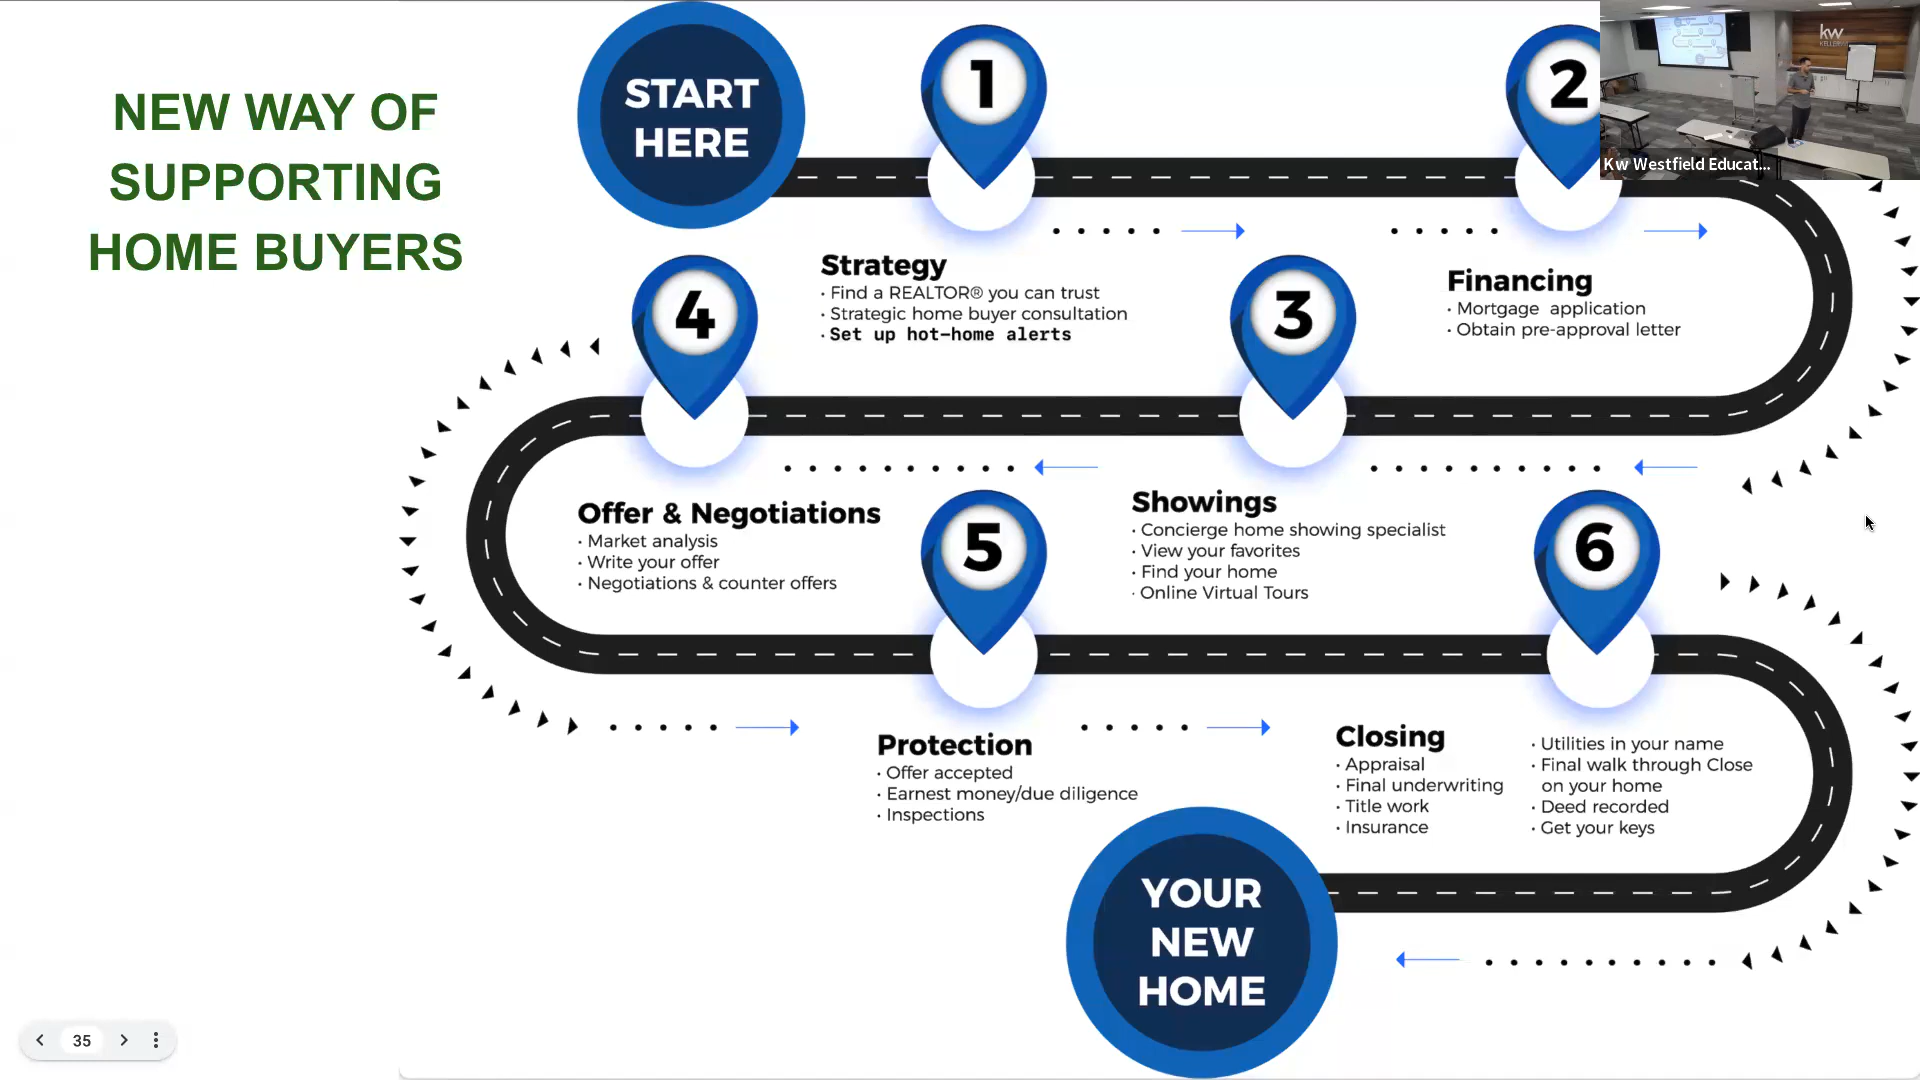 NEW WAY OF
SUPPORTING
HOME BUYERS
START
HERE
1
2
kw
Kw Westfield Educat...
Strategy
· Find a REALTOR® you can trust
· Strategic home buyer consultation
· Set up hot-home alerts
Financing
· Mortgage application
· Obtain pre-approval letter
4
3
Offer & Negotiations
· Market analysis
· Write your offer
· Negotiations & counter offers
Showings
· Concierge home showing specialist
· View your favorites
· Find your home
· Online Virtual Tours
5
6
Protection
· Offer accepted
· Earnest money/due diligence
· Inspections
Closing
· Appraisal
· Final underwriting
· Title work
· Insurance
· Utilities in your name
· Final walk through Close
on your home
· Deed recorded
· Get your keys
YOUR
NEW
HOME
35